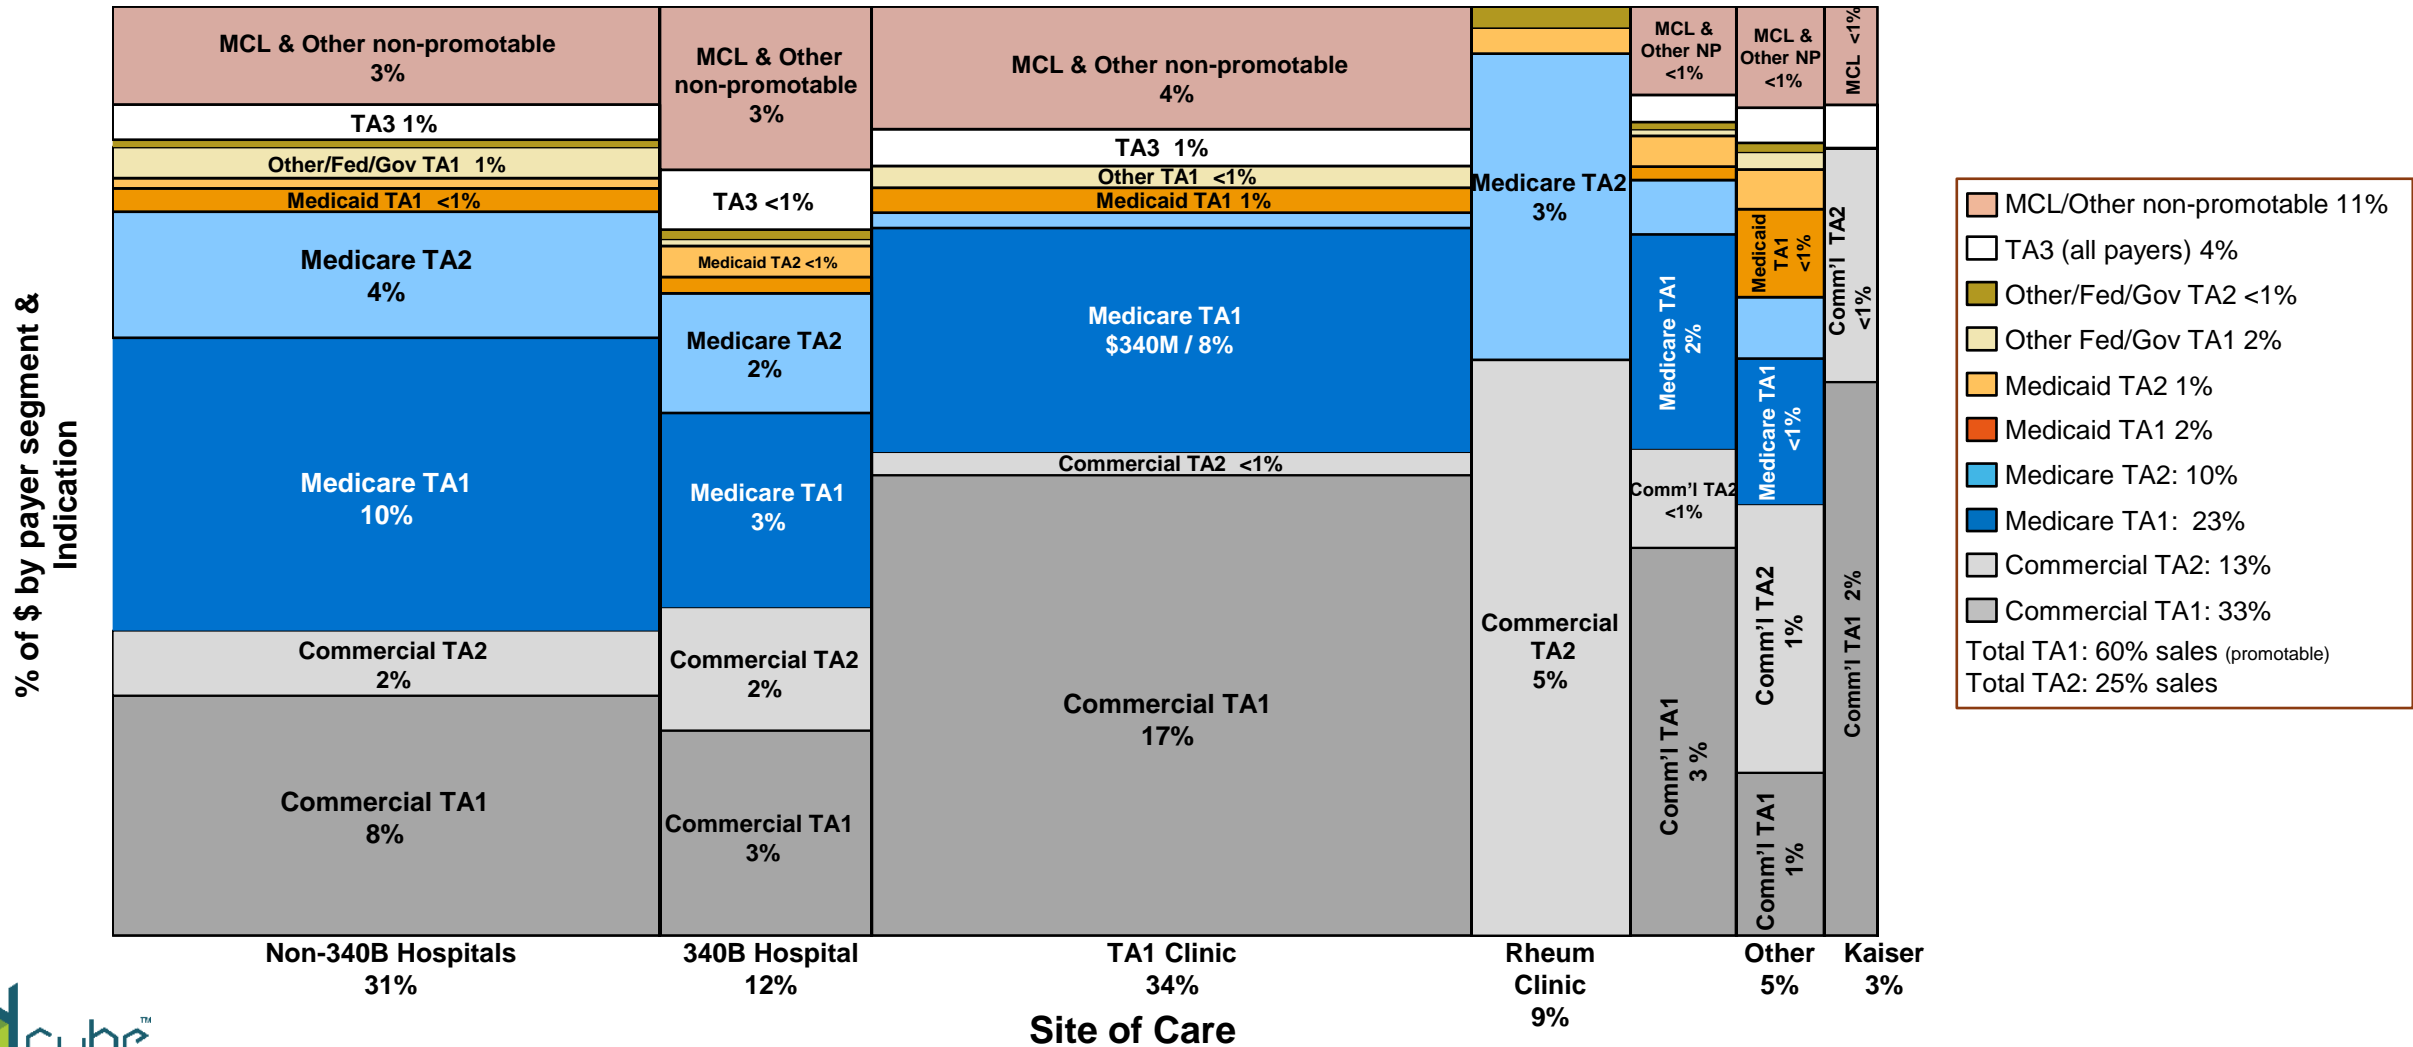 % of $ by payer segment &
Indication
MCL & Other non-promotable
3%
TA3 1%
Other/Fed/Gov TA1 1%
Medicaid TA1 <1%
Medicare TA2
4%
Medicare TA1
10%
Commercial TA2
2%
Commercial TA1
8%
MCL & Other
non-promotable
3%
TA3 <1%
Medicaid TA2 <1%
Medicare TA2
2%
Medicare TA1
3%
Commercial TA2
2%
Commercial TA1
3%
MCL & Other non-promotable
4%
TA3 1%
Other TA1 <1%
Medicaid TA1 1%
Medicare TA1
$340M / 8%
Commercial TA2 <1%
Commercial TA1
17%
Medicare TA2
3%
Commercial
TA2
5%
MCL &
Other NP
<1%
Medicare TA1
2%
Comm'l TA2
<1%
Comm'l TA1
3 %
MCL &
Other NP
<1%
Medicaid
TA1
<1%
Medicare TA1
<1%
Comm'l TA2
1%
Comm'l TA1
1%
MCL <1%
Comm'l TA2
<1%
Comm'l TA1 2%
Non-340B Hospitals
31%
340B Hospital
12%
TA1 Clinic
34%
Rheum
Clinic
9%
Other
5%
Kaiser
3%
Site of Care
MCL/Other non-promotable 11%
TA3 (all payers) 4%
Other/Fed/Gov TA2 <1%
Other Fed/Gov TA1 2%
Medicaid TA2 1%
Medicaid TA1 2%
Medicare TA2: 10%
Medicare TA1: 23%
Commercial TA2: 13%
Commercial TA1: 33%
Total TA1: 60% sales (promotable)
Total TA2: 25% sales
cube™